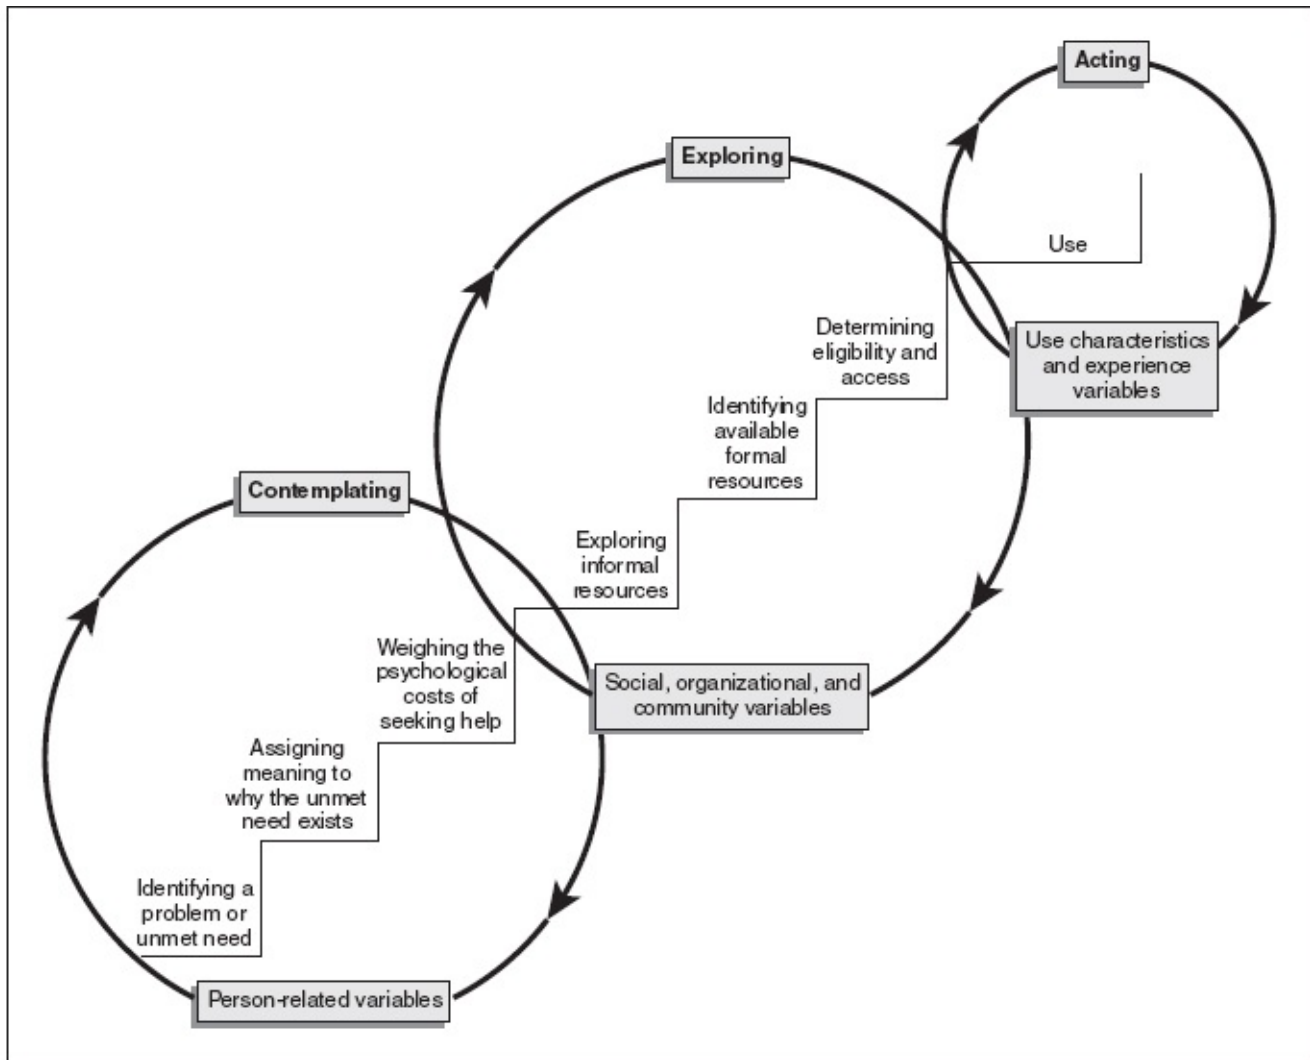 Acting
Exploring
Use
Determining
eligibility and
access
Use characteristics
and experience
variables
Identifying
available
formal
resources
Contemplating
Exploring
informal
resources
Weighing the
psychological
costs of
seeking help
Social, organizational, and
community variables
Assigning
meaning to
why the unmet
need exists
Identifying a
problem or
unmet need
Person-related variables